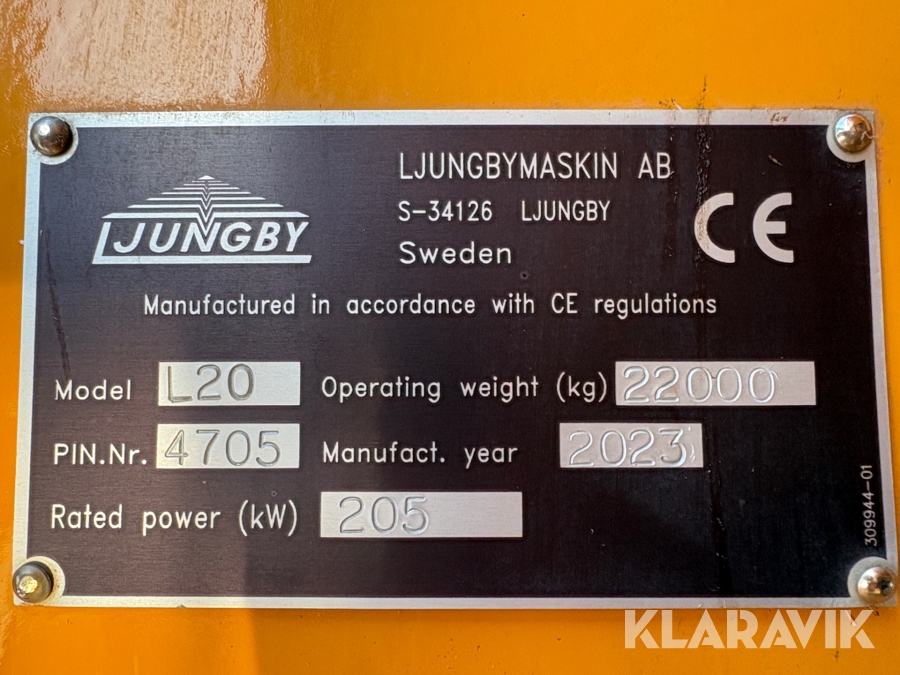 LJUNGBY
LJUNGBYMASKIN AB
S-34126 LJUNGBY
Sweden
CE
Manufactured in accordance with CE regulations
Model L20 Operating weight (kg) 22000
PIN.Nr. 4705 Manufact. year 2023
Rated power (kW) 205
309944-01
KLARAVIK